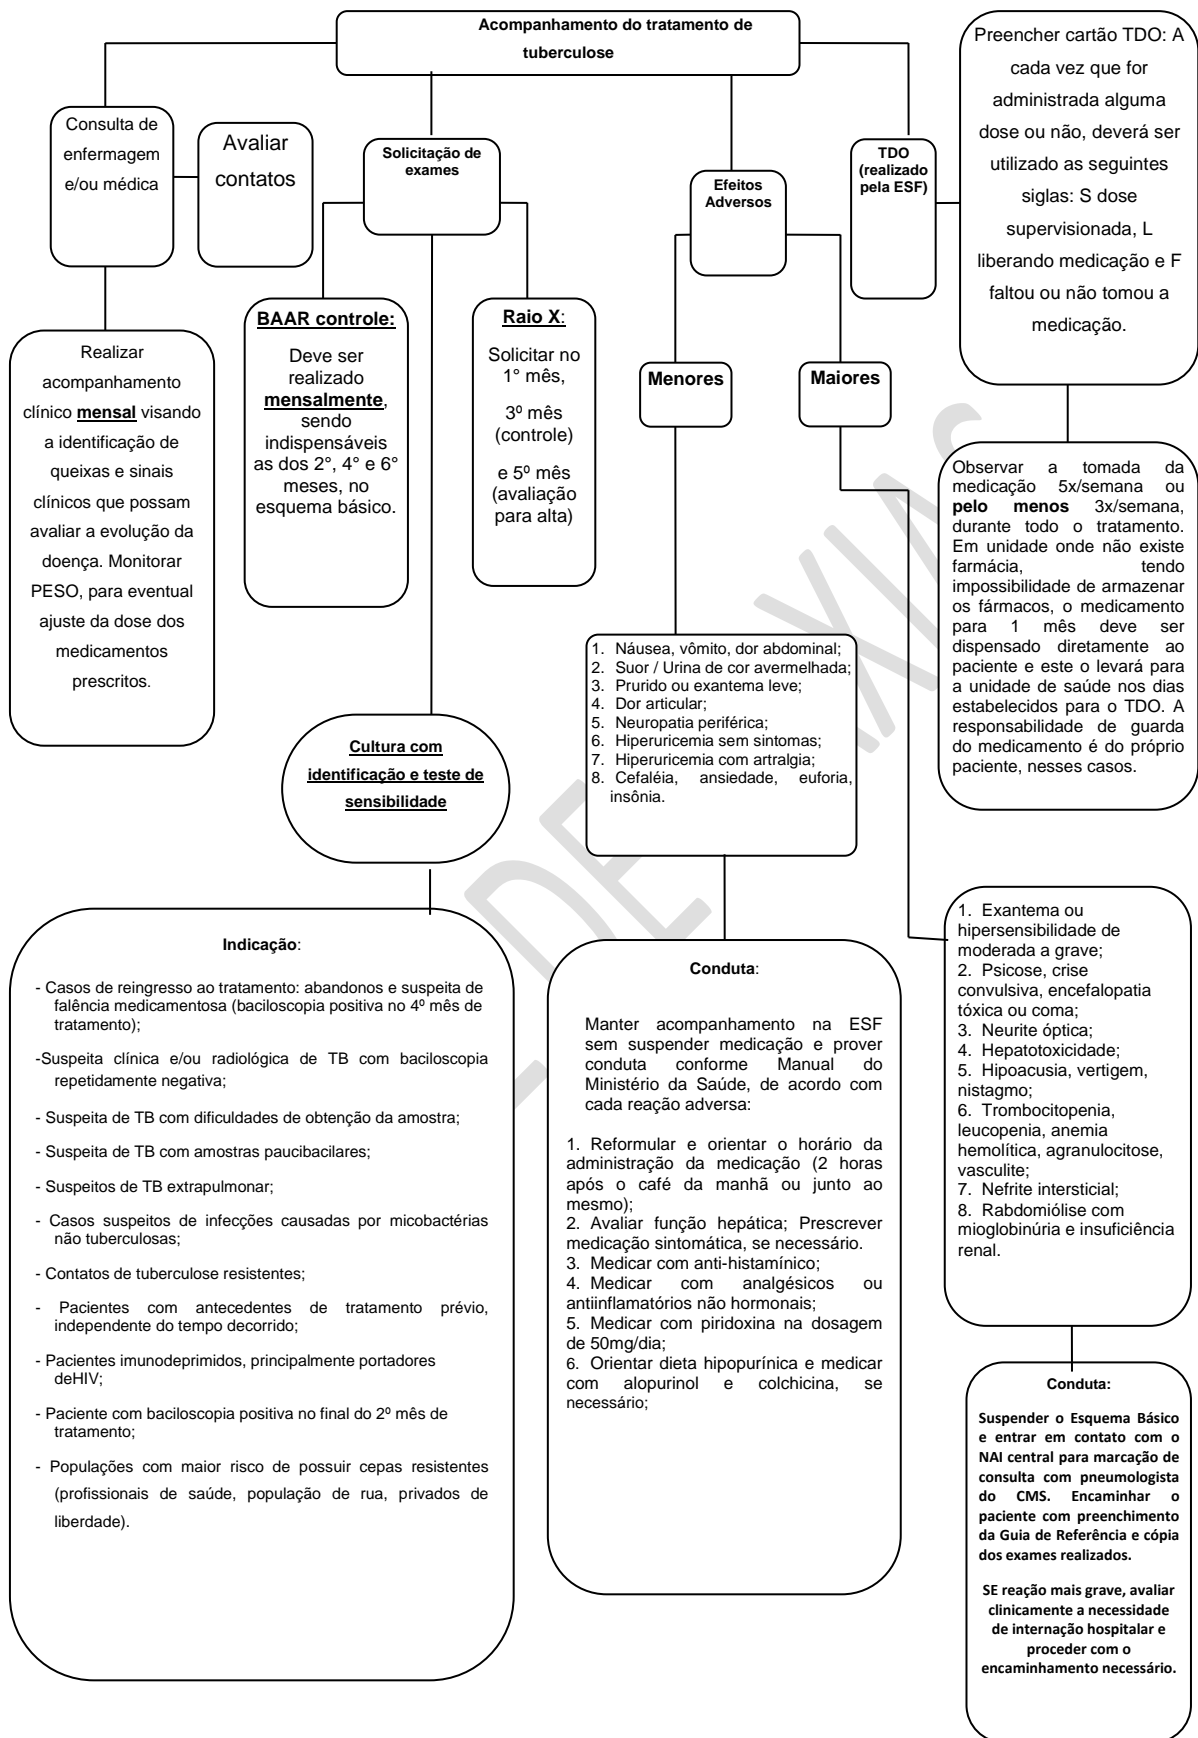 Acompanhamento do tratamento de
tuberculose
Consulta de
enfermagem
e/ou médica
Avaliar
contatos
Solicitação de
exames
Efeitos
Adversos
TDO
(realizado
pela ESF)
Preencher cartão TDO: A
cada vez que for
administrada alguma
dose ou não, deverá ser
utilizado as seguintes
siglas: S dose
supervisionada, L
liberando medicação e F
faltou ou não tomou a
medicação.
Realizar
acompanhamento
clínico mensal visando
a identificação de
queixas e sinais
clínicos que possam
avaliar a evolução da
doença. Monitorar
PESO, para eventual
ajuste da dose dos
medicamentos
prescritos.
BAAR controle:
Deve ser
realizado
mensalmente,
sendo
indispensáveis
as dos 2°, 4° e 6°
meses, no
esquema básico.
Raio X:
Solicitar no
1° mês,
3º mês
(controle)
e 5º mês
(avaliação
para alta)
Menores
Maiores
Observar a tomada da
medicação 5x/semana ou
pelo menos 3x/semana,
durante todo o tratamento.
Em unidade onde não existe
farmácia, tendo
impossibilidade de armazenar
os fármacos, o medicamento
para 1 mês deve ser
dispensado diretamente ao
paciente e este o levará para
a unidade de saúde nos dias
estabelecidos para o TDO. A
responsabilidade de guarda
do medicamento é do próprio
paciente, nesses casos.
1. Náusea, vômito, dor abdominal;
2. Suor / Urina de cor avermelhada;
3. Prurido ou exantema leve;
4. Dor articular;
5. Neuropatia periférica;
6. Hiperuricemia sem sintomas;
7. Hiperuricemia com artralgia;
8. Cefaléia, ansiedade, euforia,
insônia.
Cultura com
identificação e teste de
sensibilidade
Indicação:
- Casos de reingresso ao tratamento: abandonos e suspeita de
falência medicamentosa (baciloscopia positiva no 4º mês de
tratamento);
-Suspeita clínica e/ou radiológica de TB com baciloscopia
repetidamente negativa;
- Suspeita de TB com dificuldades de obtenção da amostra;
- Suspeita de TB com amostras paucibacilares;
- Suspeitos de TB extrapulmonar;
- Casos suspeitos de infecções causadas por micobactérias
não tuberculosas;
- Contatos de tuberculose resistentes;
- Pacientes com antecedentes de tratamento prévio,
independente do tempo decorrido;
- Pacientes imunodeprimidos, principalmente portadores
deHIV;
- Paciente com baciloscopia positiva no final do 2º mês de
tratamento;
- Populações com maior risco de possuir cepas resistentes
(profissionais de saúde, população de rua, privados de
liberdade).
Conduta:
Manter acompanhamento na ESF
sem suspender medicação e prover
conduta conforme Manual do
Ministério da Saúde, de acordo com
cada reação adversa:
1. Reformular e orientar o horário da
administração da medicação (2 horas
após o café da manhã ou junto ao
mesmo);
2. Avaliar função hepática; Prescrever
medicação sintomática, se necessário.
3. Medicar com anti-histamínico;
4. Medicar com analgésicos ou
antiinflamatórios não hormonais;
5. Medicar com piridoxina na dosagem
de 50mg/dia;
6. Orientar dieta hipopurínica e medicar
com alopurinol e colchicina, se
necessário;
1. Exantema ou
hipersensibilidade de
moderada a grave;
2. Psicose, crise
convulsiva, encefalopatia
tóxica ou coma;
3. Neurite óptica;
4. Hepatotoxicidade;
5. Hipoacusia, vertigem,
nistagmo;
6. Trombocitopenia,
leucopenia, anemia
hemolítica, agranulocitose,
vasculite;
7. Nefrite intersticial;
8. Rabdomiólise com
mioglobinúria e insuficiência
renal.
Conduta:
Suspender o Esquema Básico
e entrar em contato com o
NAI central para marcação de
consulta com pneumologista
do CMS. Encaminhar o
paciente com preenchimento
da Guia de Referência e cópia
dos exames realizados.
SE reação mais grave, avaliar
clinicamente a necessidade
de internação hospitalar e
proceder com o
encaminhamento necessário.